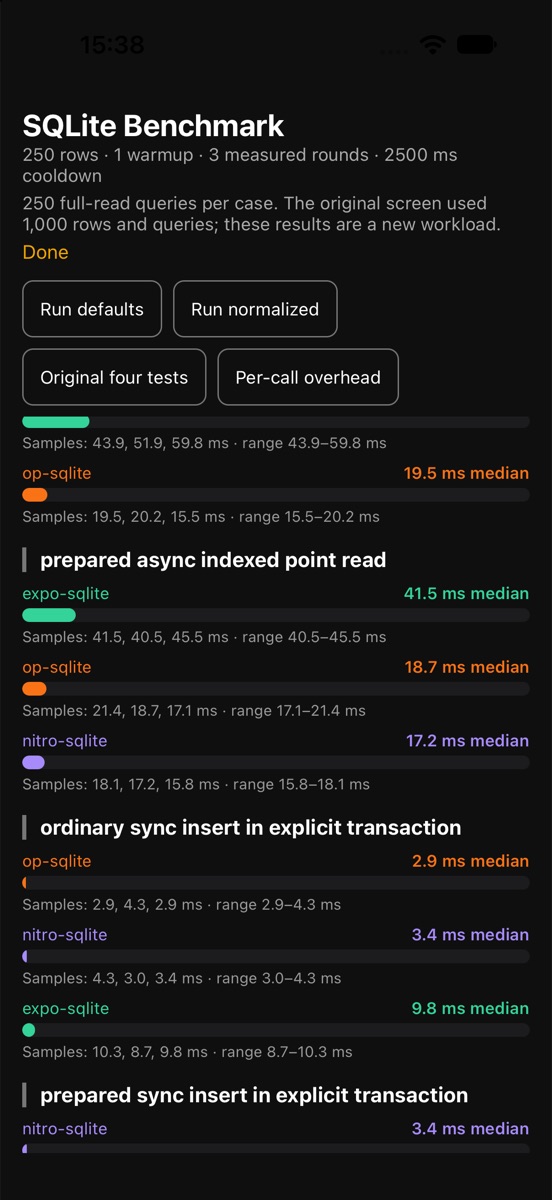 15:38
SQLite Benchmark
250 rows · 1 warmup · 3 measured rounds · 2500 ms
cooldown
250 full-read queries per case. The original screen used
1,000 rows and queries; these results are a new workload.
Done
Run defaults
Run normalized
Original four tests
Per-call overhead
Samples: 43.9, 51.9, 59.8 ms · range 43.9–59.8 ms
op-sqlite 19.5 ms median
Samples: 19.5, 20.2, 15.5 ms · range 15.5–20.2 ms
prepared async indexed point read
expo-sqlite 41.5 ms median
Samples: 41.5, 40.5, 45.5 ms · range 40.5–45.5 ms
op-sqlite 18.7 ms median
Samples: 21.4, 18.7, 17.1 ms · range 17.1–21.4 ms
nitro-sqlite 17.2 ms median
Samples: 18.1, 17.2, 15.8 ms · range 15.8–18.1 ms
ordinary sync insert in explicit transaction
op-sqlite 2.9 ms median
Samples: 2.9, 4.3, 2.9 ms · range 2.9–4.3 ms
nitro-sqlite 3.4 ms median
Samples: 4.3, 3.0, 3.4 ms · range 3.0–4.3 ms
expo-sqlite 9.8 ms median
Samples: 10.3, 8.7, 9.8 ms · range 8.7–10.3 ms
prepared sync insert in explicit transaction
nitro-sqlite 3.4 ms median